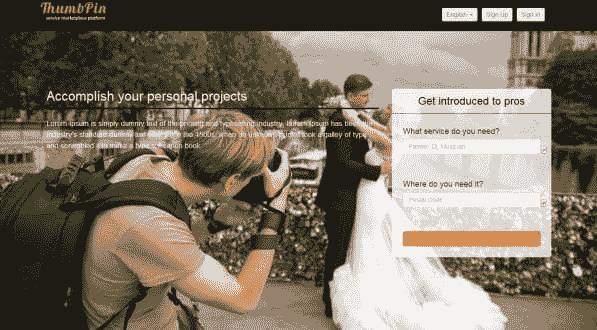 ThumbPin
service marketplace platform
English
Sign Up
Sign in
Accomplish your personal projects
Lorem Ipsum is simply dummy text of the printing and typesetting industry. Lorem Ipsum has been the
industry's standard dummy text ever since the 1500s, when an unknown printer took a galley of type
and scrambled it to make a type specimen book.
Get introduced to pros
What service do you need?
Painter, Dj, Musician
Where do you need it?
Postal Code